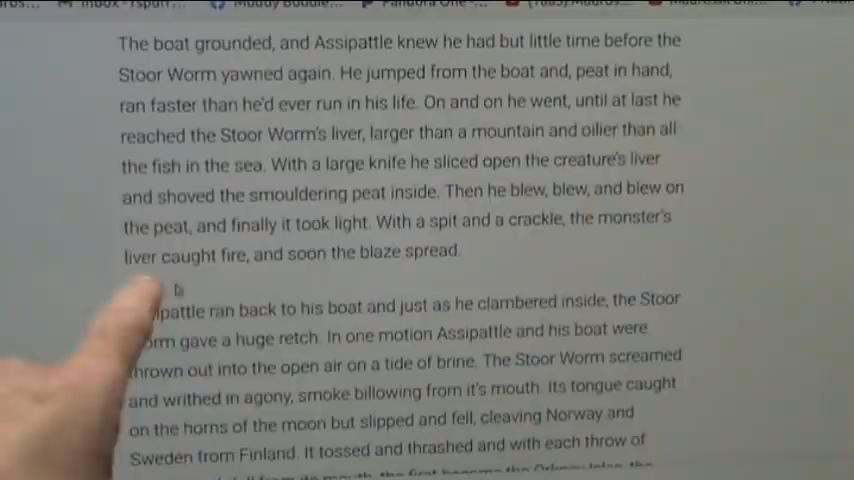 The boat grounded, and Assipattle knew he had but little time before the
Stoor Worm yawned again. He jumped from the boat and, peat in hand,
ran faster than he'd ever run in his life. On and on he went, until at last he
reached the Stoor Worm's liver, larger than a mountain and oilier than all
the fish in the sea. With a large knife he sliced open the creature's liver
and shoved the smouldering peat inside. Then he blew, blew, and blew on
the peat, and finally it took light. With a spit and a crackle, the monster's
liver caught fire, and soon the blaze spread.
ipattle ran back to his boat and just as he clambered inside, the Stoor
orm gave a huge retch. In one motion Assipattle and his boat were
thrown out into the open air on a tide of brine. The Stoor Worm screamed
and writhed in agony, smoke billowing from it's mouth. Its tongue caught
on the horns of the moon but slipped and fell, cleaving Norway and
Sweden from Finland. It tossed and thrashed and with each throw of